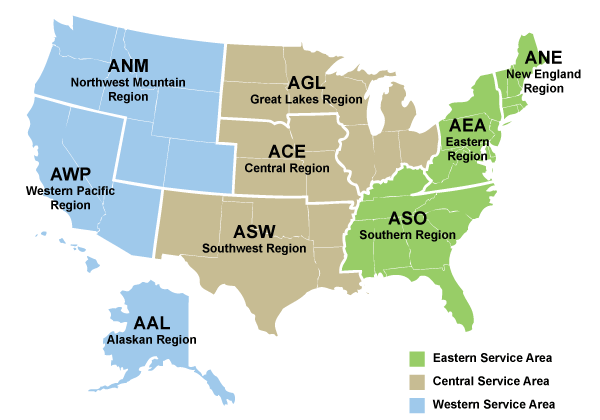 ANM
Northwest Mountain
Region
AGL
Great Lakes Region
ANE
New England
Region
AEA
Eastern
Region
ACE
Central Region
AWP
Western Pacific
Region
ASW
Southwest Region
ASO
Southern Region
AAL
Alaskan Region
Eastern Service Area
Central Service Area
Western Service Area